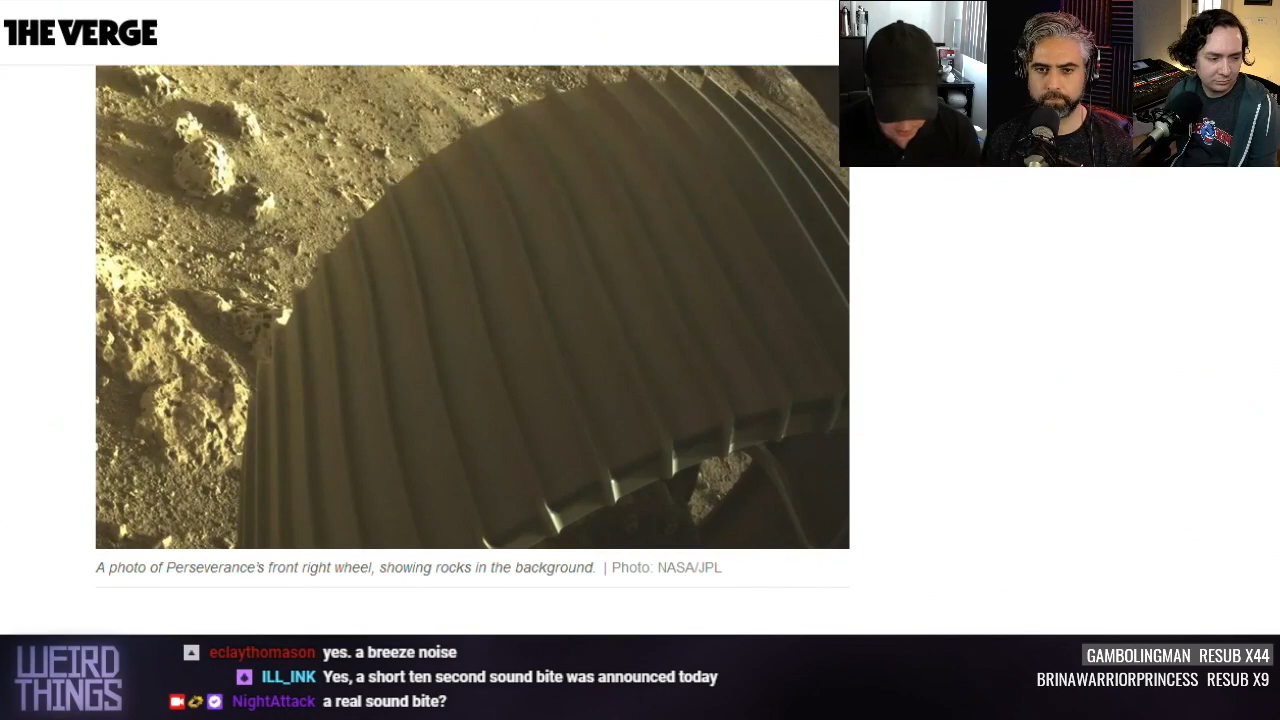 THE VERGE
A photo of Perseverance's front right wheel, showing rocks in the background. | Photo: NASA/JPL
WEIRD
THINGS
eclaythomason yes. a breeze noise
ILL_INK Yes, a short ten second sound bite was announced today
NightAttack a real sound bite?
GAMBOLINGMAN RESUB X44
BRINAWARRIORPRINCESS RESUB X9